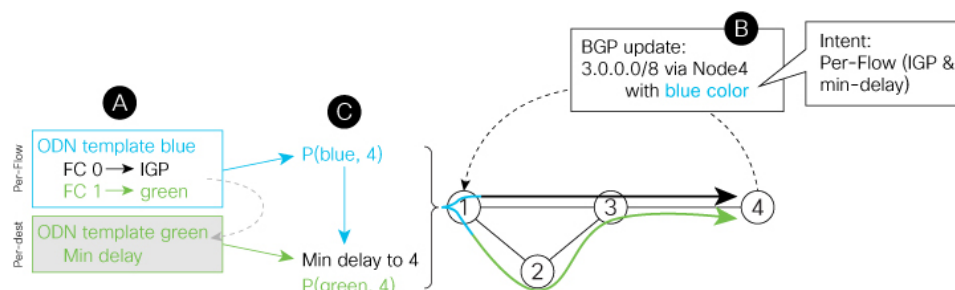 A
Per-Flow
ODN template blue
FC 0 → IGP
FC 1 → green
Per-dest
ODN template green
Min delay
C
P(blue, 4)
Min delay to 4
P(green, 4)
B
BGP update:
3.0.0.0/8 via Node4
with blue color
Intent:
Per-Flow (IGP &
min-delay)
1
3
4
2